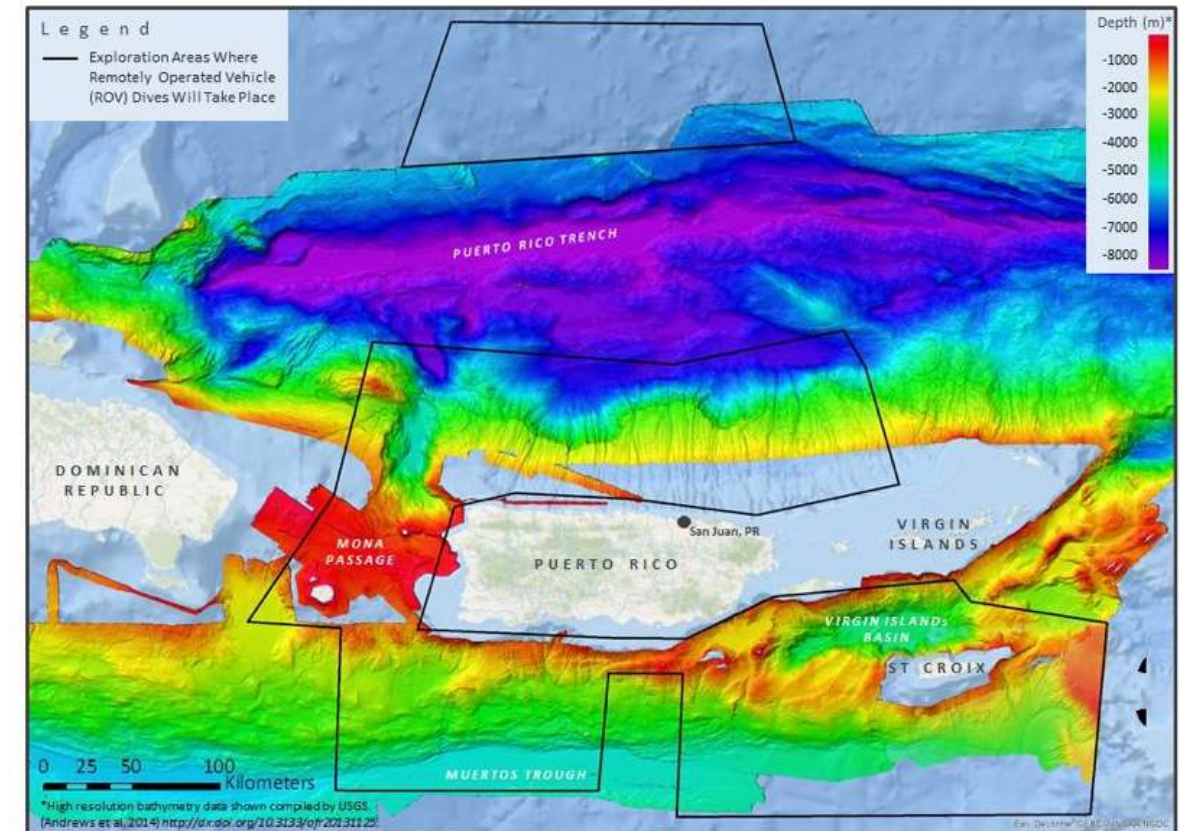 Legend
Exploration Areas Where
Remotely Operated Vehicle
(ROV) Dives Will Take Place
Depth (m)*
-1000
-2000
-3000
-4000
-5000
-6000
-7000
-8000
PUERTO RICO TRENCH
DOMINICAN
REPUBLIC
MONA
PASSAGE
San Juan, PR
PUERTO RICO
VIRGIN
ISLANDS
VIRGIN ISLANDS
BASIN
ST CROIX
MUERTOS TROUGH
0 25 50 100
Kilometers
*High resolution bathymetry data shown compiled by USGS.
(Andrews et al, 2014) http://dx.doi.org/10.3133/ofr20131125.